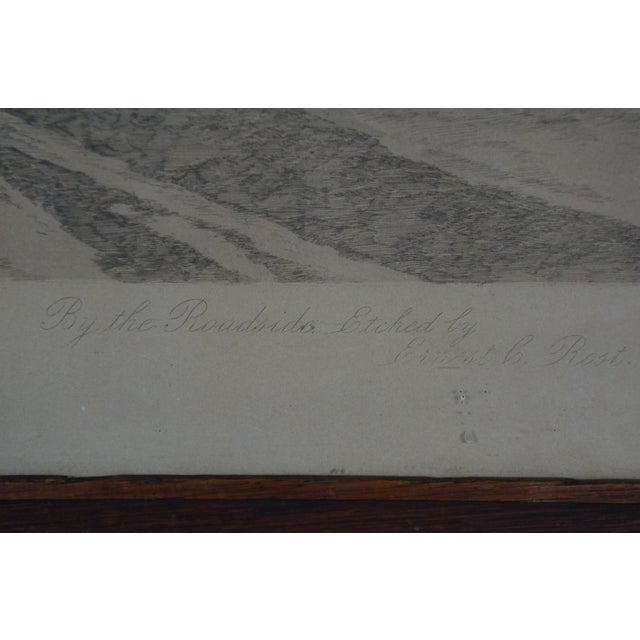 By the Roadside. Etched by
Ernest C. Rost.